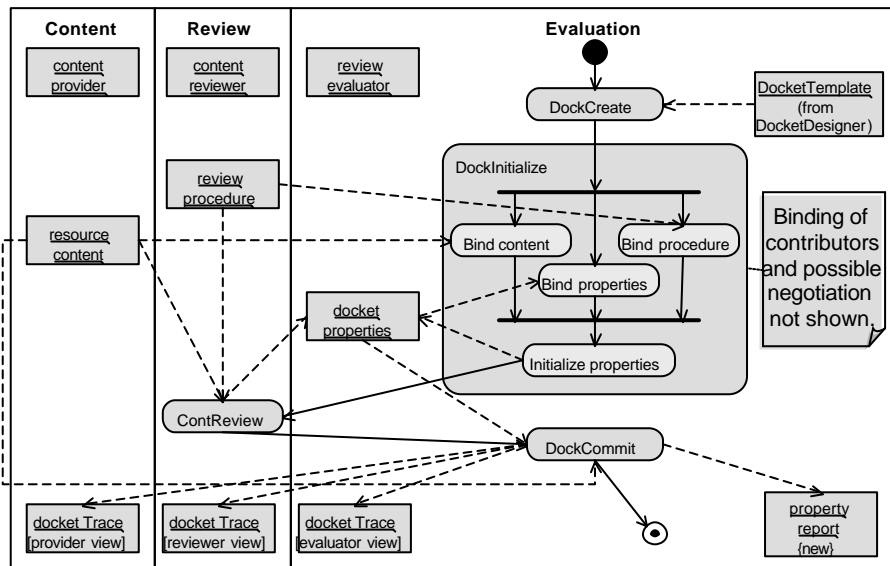 Content
Review
Evaluation
content
provider
content
reviewer
review
evaluator
DockCreate
DocketTemplate
(from
DocketDesigner)
DockInitialize
review
procedure
resource
content
Bind content
Bind procedure
Bind properties
Binding of
contributors
and possible
negotiation
not shown.
docket
properties
Initialize properties
ContReview
DockCommit
docket Trace
[provider view]
docket Trace
[reviewer view]
docket Trace
[evaluator view]
property
report
{new}